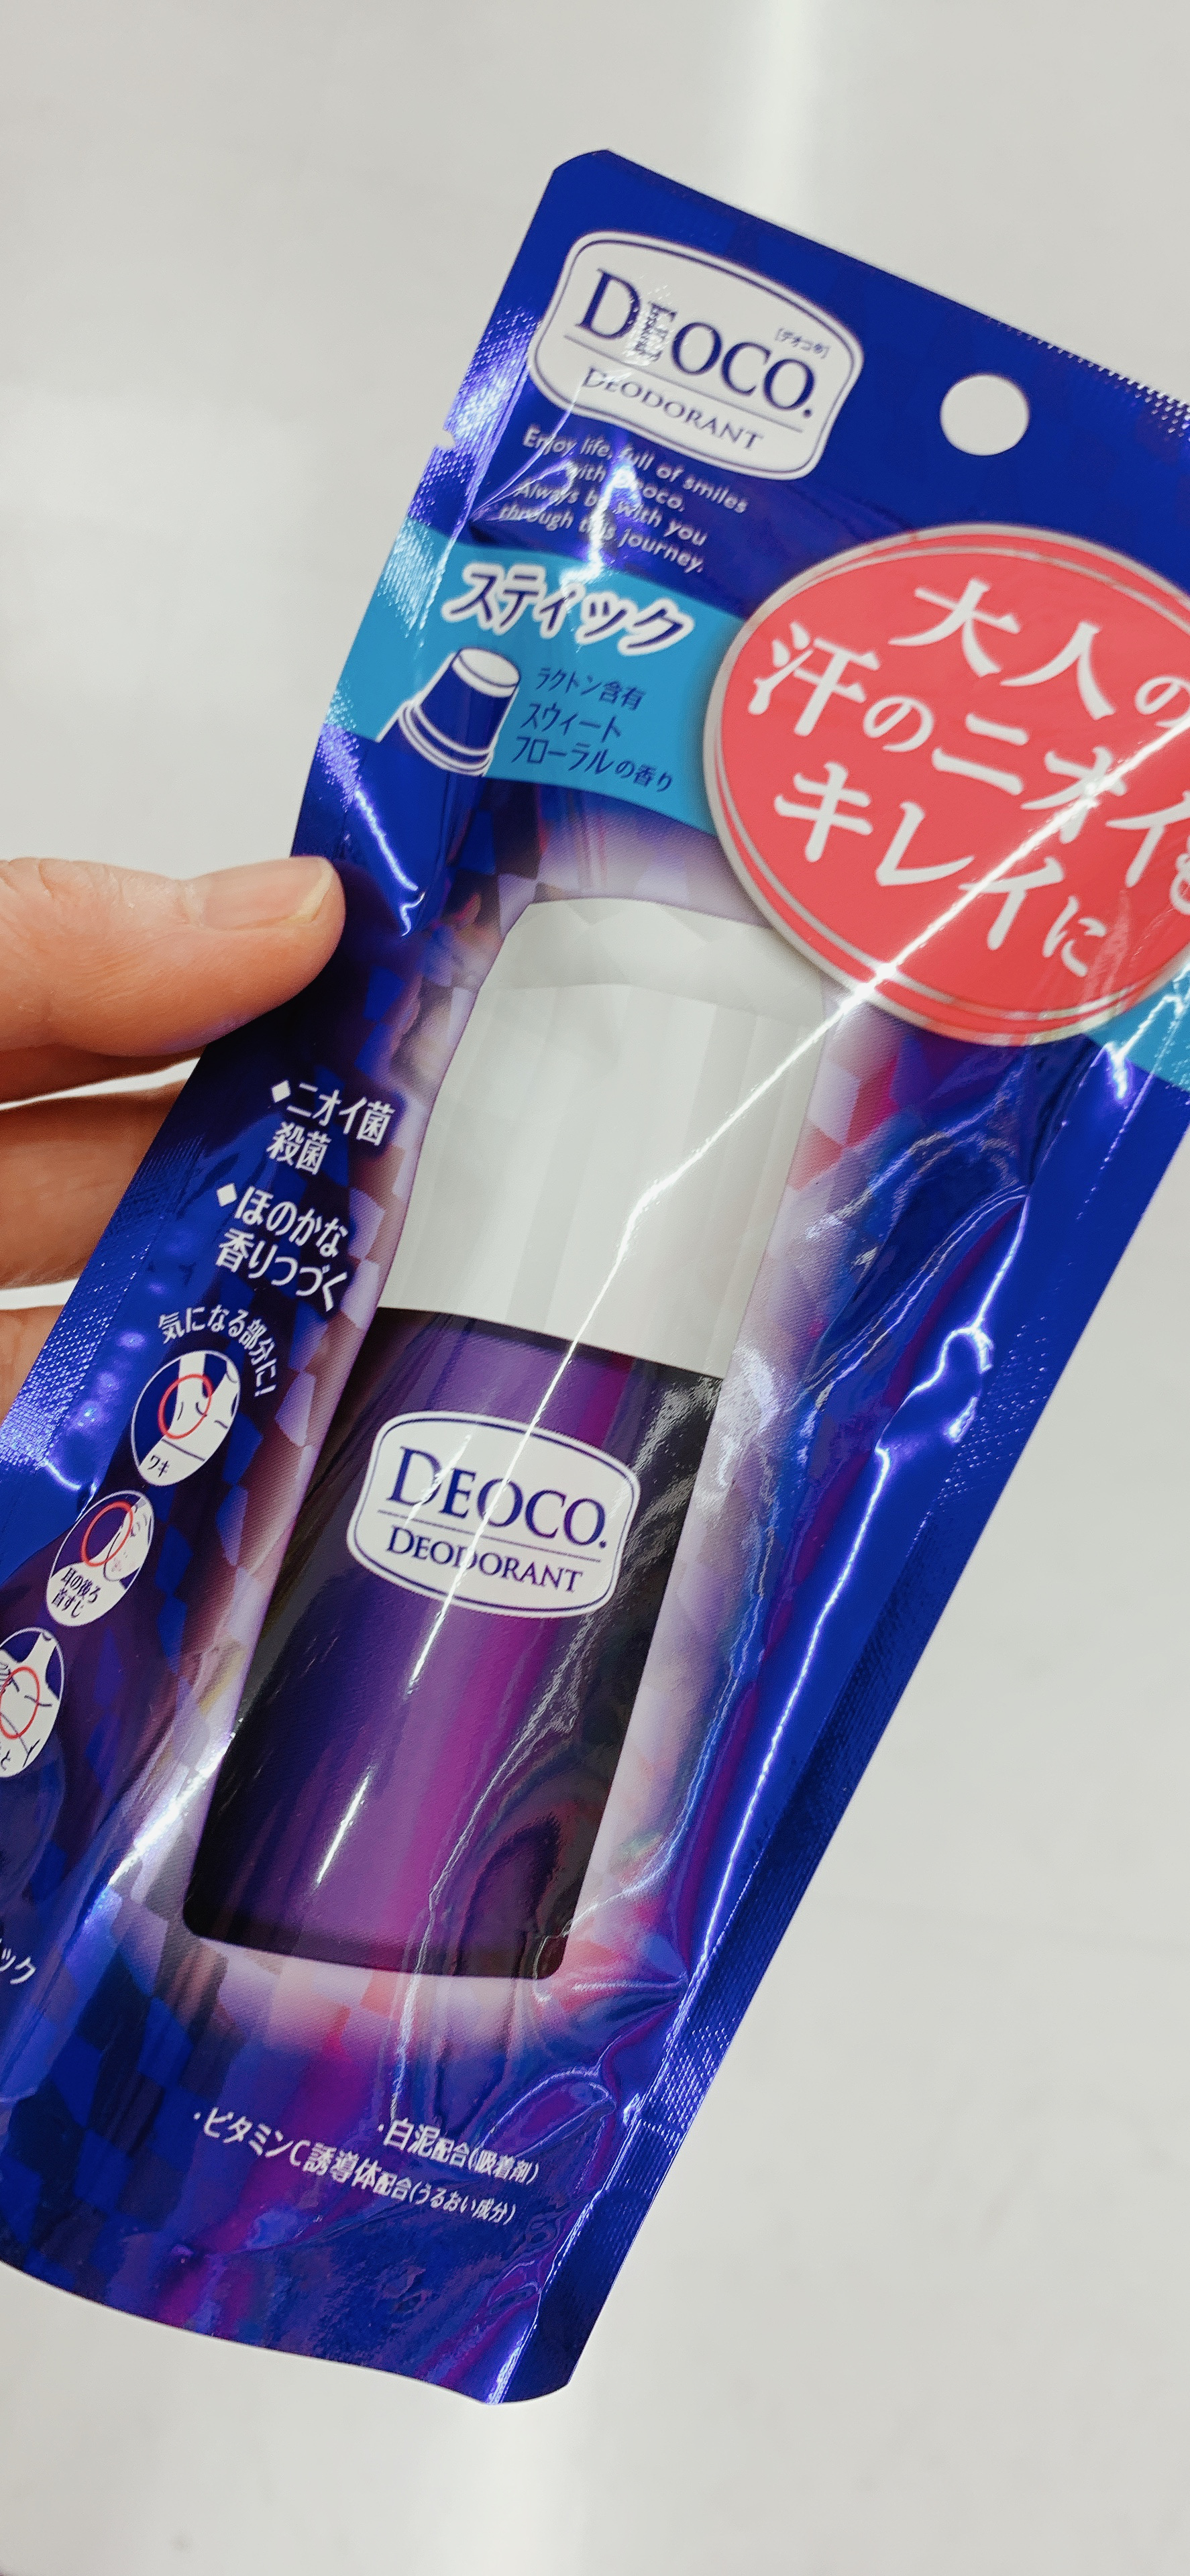 DEOCO.
[デオコ®]
DEODORANT
Enjoy life, full of smiles
with Deoco.
Always be with you
through this journey.
スティック
ラクトン含有
スウィート
フローラルの香り
大人の
汗のニオイも
キレイに
◆ニオイ菌
殺菌
◆ほのかな
香りつづく
気になる部分に!
ワキ
耳の後ろ
首すじ
DEOCO.
DEODORANT
・白泥配合(吸着剤)
・ビタミンC誘導体配合(うるおい成分)